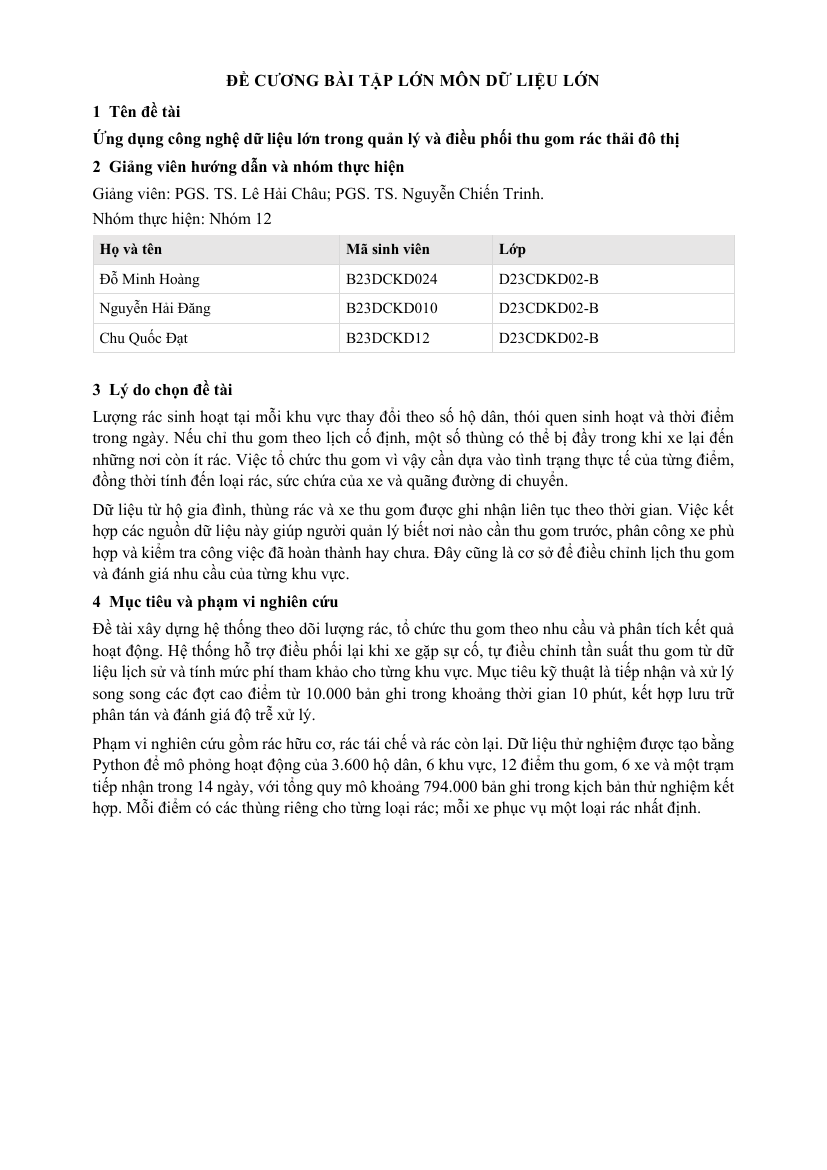 ĐỀ CƯƠNG BÀI TẬP LỚN MÔN DỮ LIỆU LỚN
1 Tên đề tài
Ứng dụng công nghệ dữ liệu lớn trong quản lý và điều phối thu gom rác thải đô thị
2 Giảng viên hướng dẫn và nhóm thực hiện
Giảng viên: PGS. TS. Lê Hải Châu; PGS. TS. Nguyễn Chiến Trinh.
Nhóm thực hiện: Nhóm 12
Họ và tên Mã sinh viên Lớp
Đỗ Minh Hoàng B23DCKD024 D23CDKD02-B
Nguyễn Hải Đăng B23DCKD010 D23CDKD02-B
Chu Quốc Đạt B23DCKD12 D23CDKD02-B
3 Lý do chọn đề tài
Lượng rác sinh hoạt tại mỗi khu vực thay đổi theo số hộ dân, thói quen sinh hoạt và thời điểm
trong ngày. Nếu chỉ thu gom theo lịch cố định, một số thùng có thể bị đầy trong khi xe lại đến
những nơi còn ít rác. Việc tổ chức thu gom vì vậy cần dựa vào tình trạng thực tế của từng điểm,
đồng thời tính đến loại rác, sức chứa của xe và quãng đường di chuyển.
Dữ liệu từ hộ gia đình, thùng rác và xe thu gom được ghi nhận liên tục theo thời gian. Việc kết
hợp các nguồn dữ liệu này giúp người quản lý biết nơi nào cần thu gom trước, phân công xe phù
hợp và kiểm tra công việc đã hoàn thành hay chưa. Đây cũng là cơ sở để điều chỉnh lịch thu gom
và đánh giá nhu cầu của từng khu vực.
4 Mục tiêu và phạm vi nghiên cứu
Đề tài xây dựng hệ thống theo dõi lượng rác, tổ chức thu gom theo nhu cầu và phân tích kết quả
hoạt động. Hệ thống hỗ trợ điều phối lại khi xe gặp sự cố, tự điều chỉnh tần suất thu gom từ dữ
liệu lịch sử và tính mức phí tham khảo cho từng khu vực. Mục tiêu kỹ thuật là tiếp nhận và xử lý
song song các đợt cao điểm từ 10.000 bản ghi trong khoảng thời gian 10 phút, kết hợp lưu trữ
phân tán và đánh giá độ trễ xử lý.
Phạm vi nghiên cứu gồm rác hữu cơ, rác tái chế và rác còn lại. Dữ liệu thử nghiệm được tạo bằng
Python để mô phỏng hoạt động của 3.600 hộ dân, 6 khu vực, 12 điểm thu gom, 6 xe và một trạm
tiếp nhận trong 14 ngày, với tổng quy mô khoảng 794.000 bản ghi trong kịch bản thử nghiệm kết
hợp. Mỗi điểm có các thùng riêng cho từng loại rác; mỗi xe phục vụ một loại rác nhất định.